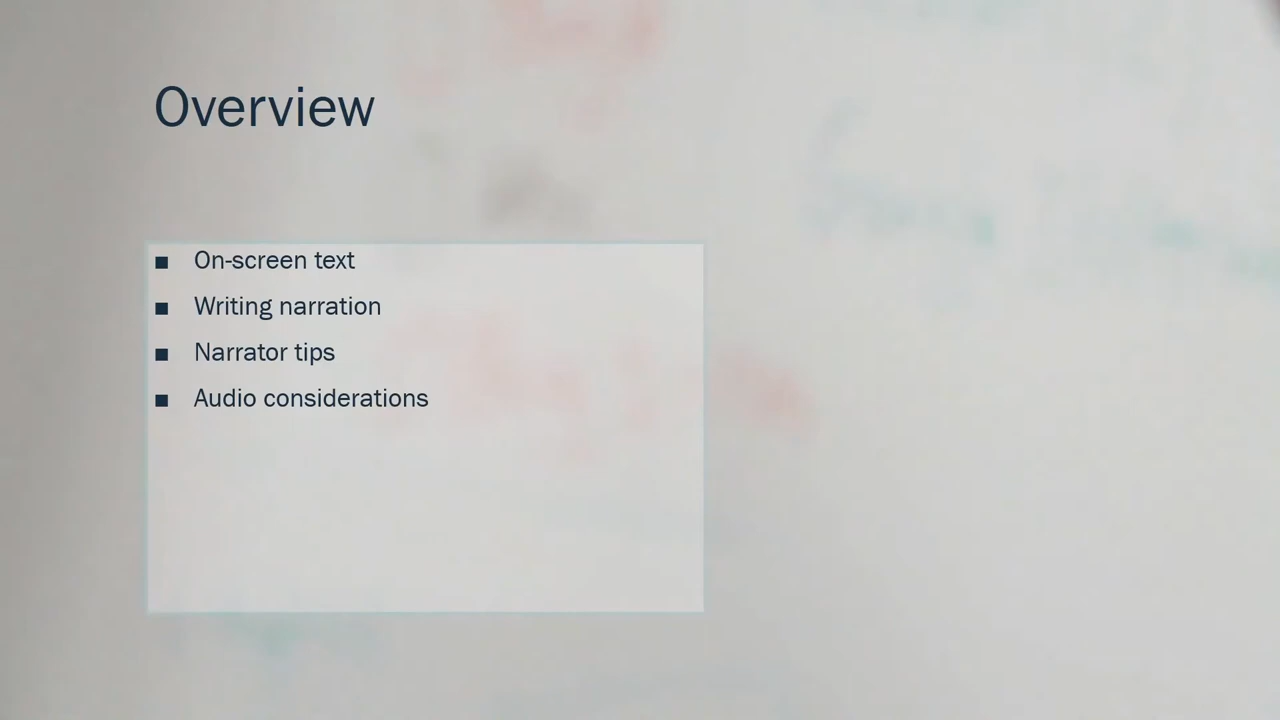 Overview
On-screen text
Writing narration
Narrator tips
Audio considerations